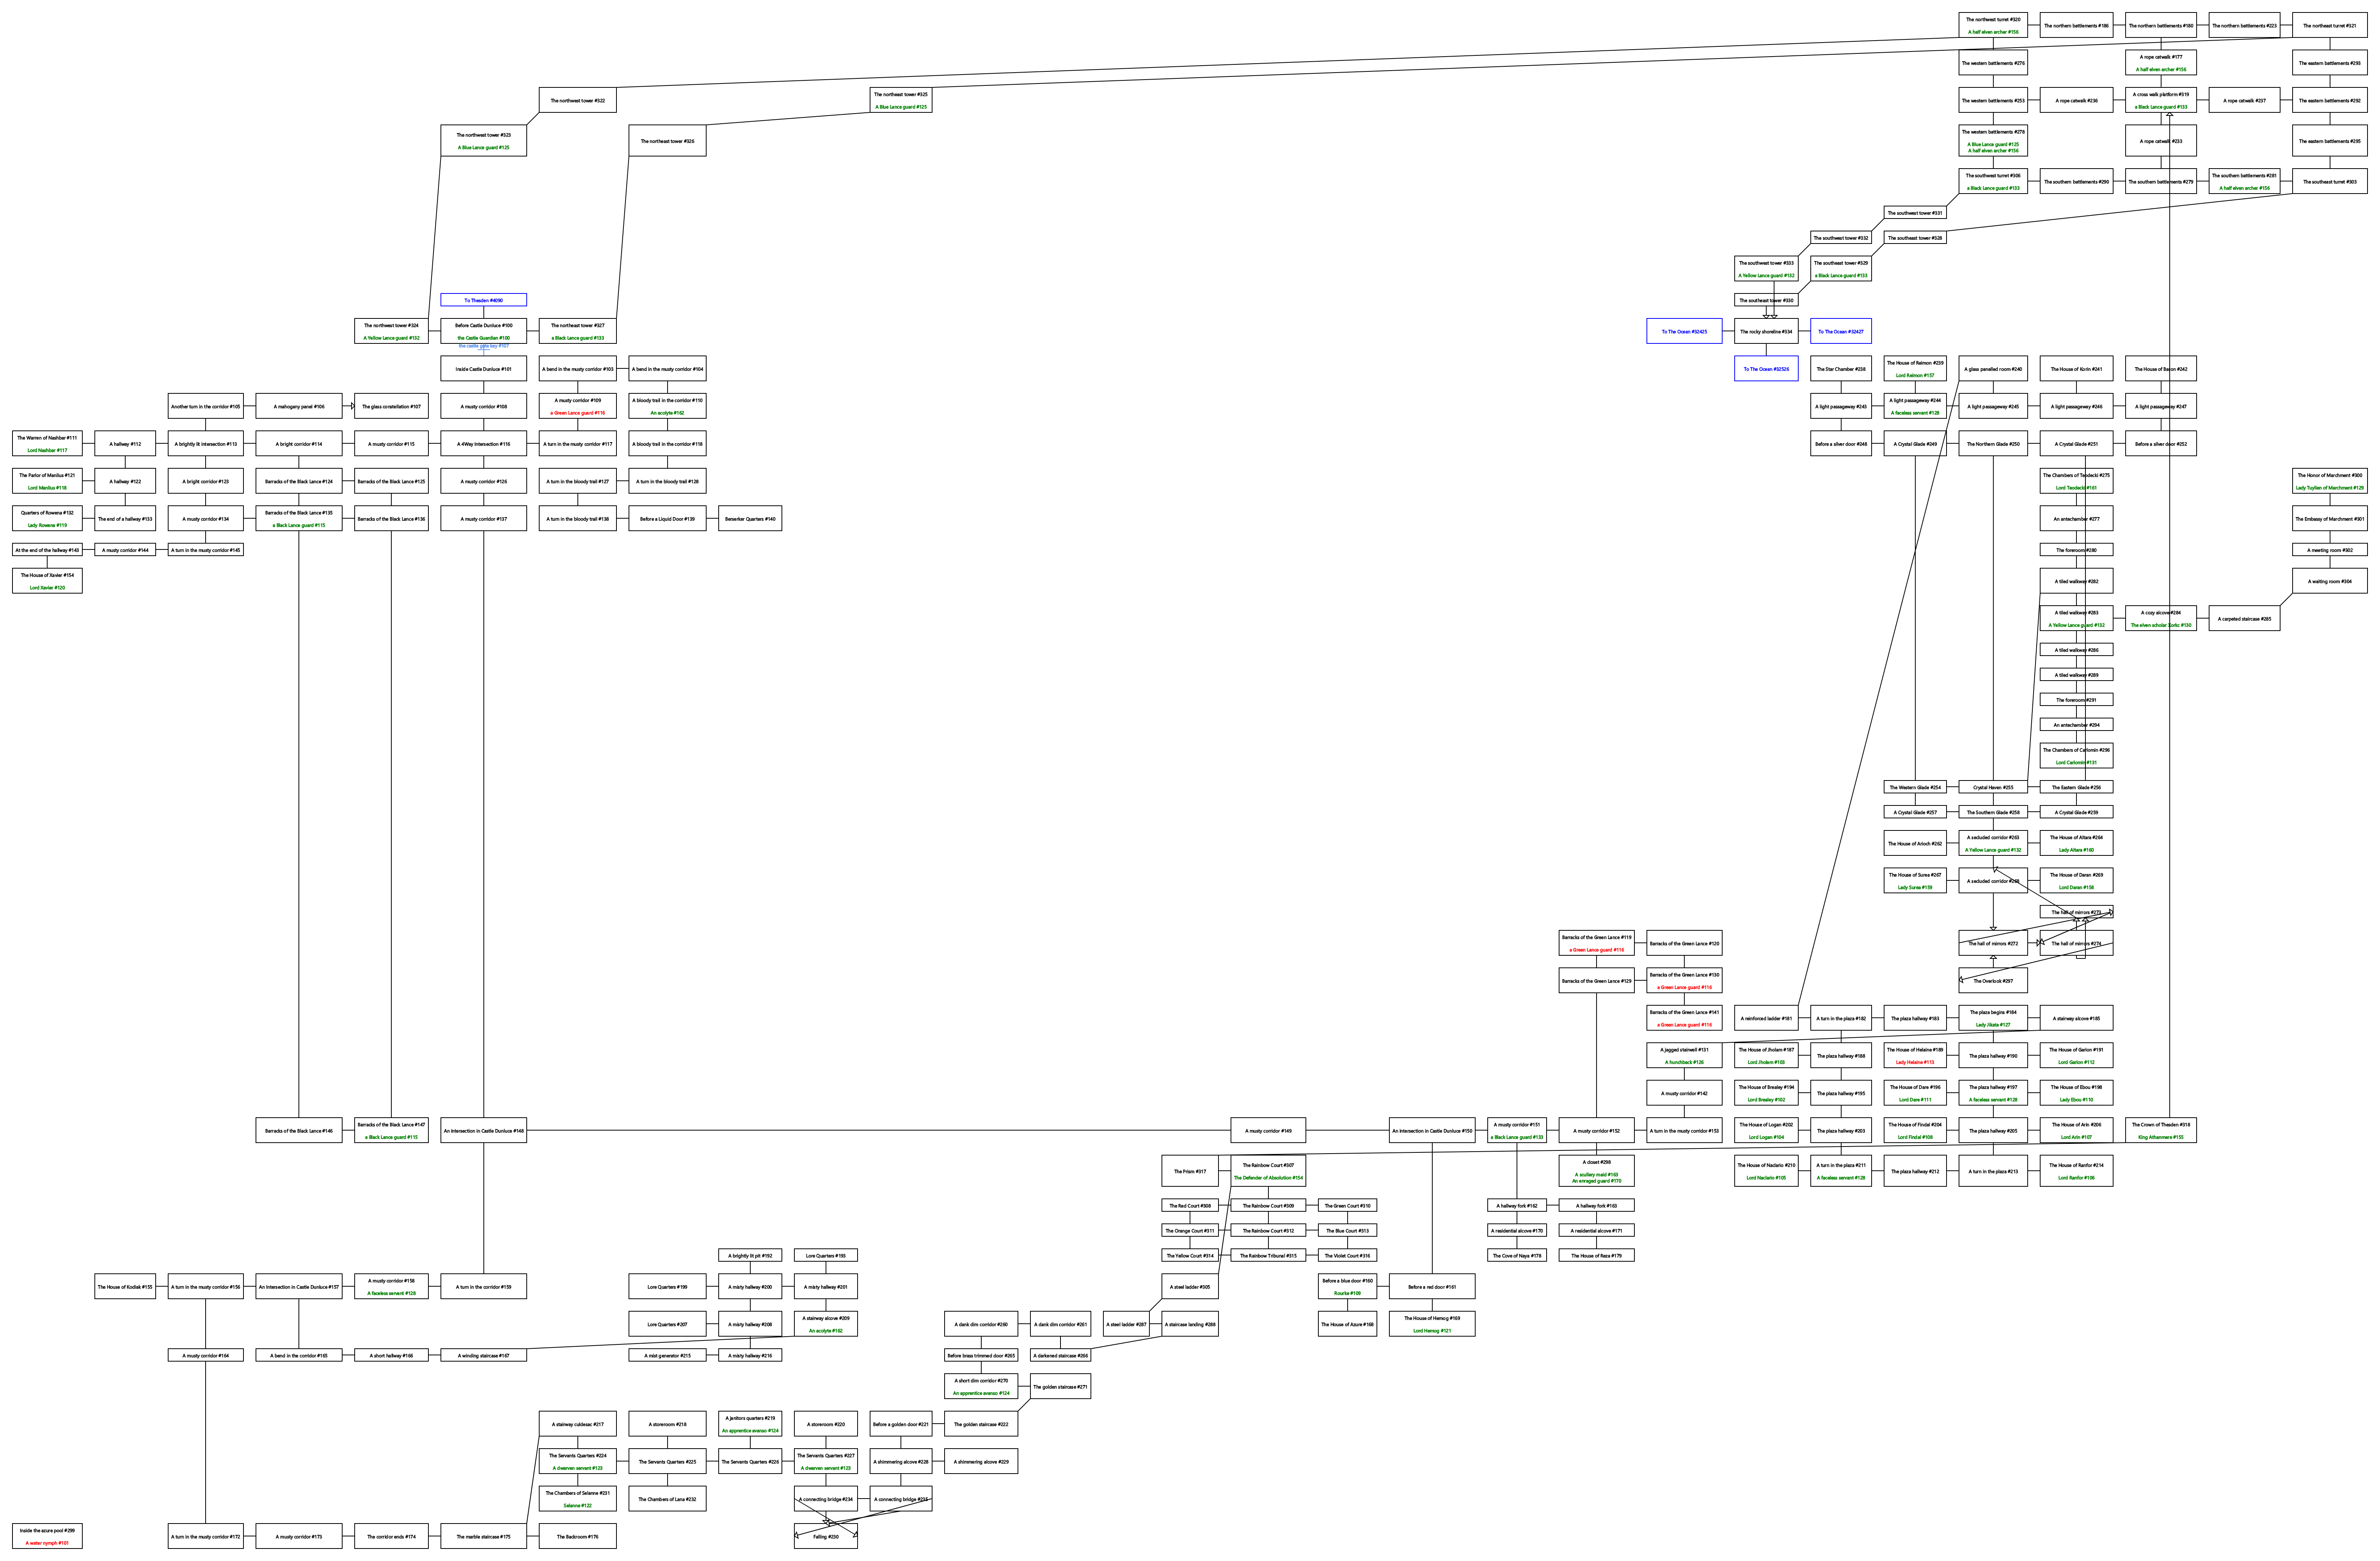 The northwest turret #320
A half elven archer #156
The northern battlements #186
The northern battlements #180
The northern battlements #223
The northeast turret #321
The western battlements #276
A rope catwalk #177
A half elven archer #156
The eastern battlements #293
The northwest tower #322
The northeast tower #325
A Blue Lance guard #125
The western battlements #253
A rope catwalk #236
A cross walk platform #319
a Black Lance guard #133
A rope catwalk #237
The eastern battlements #292
The northwest tower #323
A Blue Lance guard #125
The northeast tower #326
The western battlements #278
A Blue Lance guard #125
A half elven archer #156
A rope catwalk #233
The eastern battlements #295
The southwest turret #306
a Black Lance guard #133
The southern battlements #290
The southern battlements #279
The southern battlements #281
A half elven archer #156
The southeast turret #303
The southwest tower #331
The southwest tower #332
The southeast tower #328
The southwest tower #333
A Yellow Lance guard #132
The southeast tower #329
a Black Lance guard #133
To Thesden #4090
The southeast tower #330
The northwest tower #324
A Yellow Lance guard #132
Before Castle Dunluce #100
the Castle Guardian #100
the castle gate key #107
The northeast tower #327
a Black Lance guard #133
To The Ocean #32425
The rocky shoreline #334
To The Ocean #32427
Inside Castle Dunluce #101
A bend in the musty corridor #103
A bend in the musty corridor #104
To The Ocean #32526
The Star Chamber #238
The House of Reimon #239
Lord Reimon #157
A glass panelled room #240
The House of Korin #241
The House of Baron #242
Another turn in the corridor #105
A mahogany panel #106
The glass constellation #107
A musty corridor #108
A musty corridor #109
a Green Lance guard #116
A bloody trail in the corridor #110
An acolyte #162
A light passageway #243
A light passageway #244
A faceless servant #128
A light passageway #245
A light passageway #246
A light passageway #247
The Warren of Nashbar #111
Lord Nashbar #117
A hallway #112
A brightly lit intersection #113
A bright corridor #114
A musty corridor #115
A 4Way intersection #116
A turn in the musty corridor #117
A bloody trail in the corridor #118
Before a silver door #248
A Crystal Glade #249
The Northern Glade #250
A Crystal Glade #251
Before a silver door #252
The Parlor of Manilus #121
Lord Manilus #118
A hallway #122
A bright corridor #123
Barracks of the Black Lance #124
Barracks of the Black Lance #125
A musty corridor #126
A turn in the bloody trail #127
A turn in the bloody trail #128
The Chambers of Teodecki #275
Lord Teodecki #161
The Honor of Marchment #300
Lady Tuylien of Marchment #129
Quarters of Rowena #132
Lady Rowena #119
The end of a hallway #133
A musty corridor #134
Barracks of the Black Lance #135
a Black Lance guard #115
Barracks of the Black Lance #136
A musty corridor #137
A turn in the bloody trail #138
Before a Liquid Door #139
Berserker Quarters #140
An antechamber #277
The Embassy of Marchment #301
At the end of the hallway #143
A musty corridor #144
A turn in the musty corridor #145
The foreroom #280
A meeting room #302
The House of Xavier #154
Lord Xavier #120
A tiled walkway #282
A waiting room #304
A tiled walkway #283
A Yellow Lance guard #132
A cozy alcove #284
The elven scholar Xorkc #130
A carpeted staircase #285
A tiled walkway #286
A tiled walkway #289
The foreroom #291
An antechamber #294
The Chambers of Carlomin #296
Lord Carlomin #131
The Western Glade #254
Crystal Haven #255
The Eastern Glade #256
A Crystal Glade #257
The Southern Glade #258
A Crystal Glade #259
The House of Arioch #262
A secluded corridor #263
A Yellow Lance guard #132
The House of Altara #264
Lady Altara #160
The House of Surea #267
Lady Surea #159
A secluded corridor #268
The House of Daran #269
Lord Daran #158
The hall of mirrors #273
Barracks of the Green Lance #119
a Green Lance guard #116
Barracks of the Green Lance #120
The hall of mirrors #272
The hall of mirrors #274
Barracks of the Green Lance #129
Barracks of the Green Lance #130
a Green Lance guard #116
The Overlook #297
Barracks of the Green Lance #141
a Green Lance guard #116
A reinforced ladder #181
A turn in the plaza #182
The plaza hallway #183
The plaza begins #184
Lady Jikata #127
A stairway alcove #185
A jagged stairwell #131
A hunchback #126
The House of Jholam #187
Lord Jholam #103
The plaza hallway #188
The House of Helaine #189
Lady Helaine #113
The plaza hallway #190
The House of Garion #191
Lord Garion #112
A musty corridor #142
The House of Brealey #194
Lord Brealey #102
The plaza hallway #195
The House of Dare #196
Lord Dare #111
The plaza hallway #197
A faceless servant #128
The House of Ebou #198
Lady Ebou #110
Barracks of the Black Lance #146
Barracks of the Black Lance #147
a Black Lance guard #115
An intersection in Castle Dunluce #148
A musty corridor #149
An intersection in Castle Dunluce #150
A musty corridor #151
a Black Lance guard #133
A musty corridor #152
A turn in the musty corridor #153
The House of Logan #202
Lord Logan #104
The plaza hallway #203
The House of Findal #204
Lord Findal #108
The plaza hallway #205
The House of Arin #206
Lord Arin #107
The Crown of Thesden #318
King Athenmere #155
The Prism #317
The Rainbow Court #307
The Defender of Absolution #154
A closet #298
A scullery maid #163
An enraged guard #170
The House of Naclario #210
Lord Naclario #105
A turn in the plaza #211
A faceless servant #128
The plaza hallway #212
A turn in the plaza #213
The House of Ranfor #214
Lord Ranfor #106
The Red Court #308
The Rainbow Court #309
The Green Court #310
A hallway fork #162
A hallway fork #163
The Orange Court #311
The Rainbow Court #312
The Blue Court #313
A residential alcove #170
A residential alcove #171
A brightly lit pit #192
Lore Quarters #193
The Yellow Court #314
The Rainbow Tribunal #315
The Violet Court #316
The Cove of Naya #178
The House of Raza #179
The House of Kodiak #155
A turn in the musty corridor #156
An intersection in Castle Dunluce #157
A musty corridor #158
A faceless servant #128
A turn in the corridor #159
Lore Quarters #199
A misty hallway #200
A misty hallway #201
A steel ladder #305
Before a blue door #160
Rourke #109
Before a red door #161
Lore Quarters #207
A misty hallway #208
A stairway alcove #209
An acolyte #162
A dank dim corridor #260
A dank dim corridor #261
A steel ladder #287
A staircase landing #288
The House of Azure #168
The House of Hemog #169
Lord Hemog #121
A musty corridor #164
A bend in the corridor #165
A short hallway #166
A winding staircase #167
A mist generator #215
A misty hallway #216
Before brass trimmed door #265
A darkened staircase #266
A short dim corridor #270
An apprentice avanso #124
The golden staircase #271
A stairway culdesac #217
A storeroom #218
A janitors quarters #219
An apprentice avanso #124
A storeroom #220
Before a golden door #221
The golden staircase #222
The Servants Quarters #224
A dwarven servant #123
The Servants Quarters #225
The Servants Quarters #226
The Servants Quarters #227
A dwarven servant #123
A shimmering alcove #228
A shimmering alcove #229
The Chambers of Selanne #231
Selanne #122
The Chambers of Lana #232
A connecting bridge #234
A connecting bridge #235
Inside the azure pool #299
A water nymph #101
A turn in the musty corridor #172
A musty corridor #173
The corridor ends #174
The marble staircase #175
The Backroom #176
Falling #230